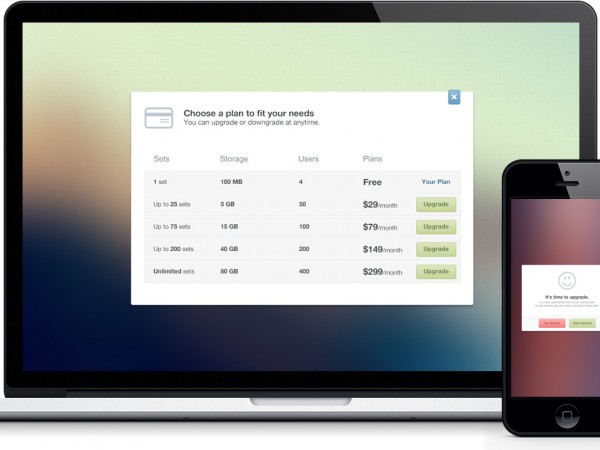 Choose a plan to fit your needs
You can upgrade or downgrade at anytime.
Sets Storage Users Plans
1 set 100 MB 4 Free Your Plan
Up to 25 sets 5 GB 50 $29/month Upgrade
Up to 75 sets 15 GB 100 $79/month Upgrade
Up to 200 sets 40 GB 200 $149/month Upgrade
Unlimited sets 80 GB 400 $299/month Upgrade
It's time to upgrade.